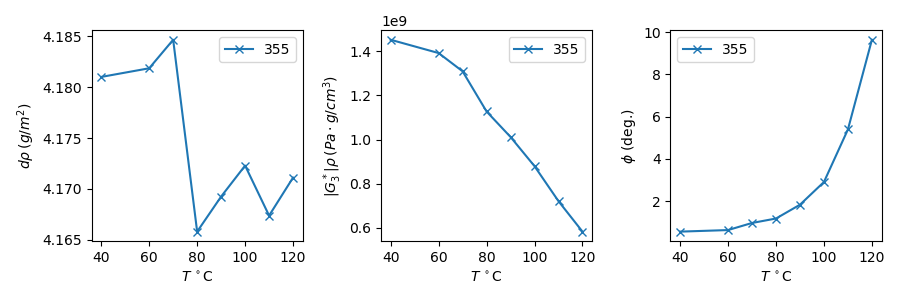 1e9
355
355
355
4.185
4.180
4.175
4.170
4.165
dρ (g/m²)
40 60 80 100 120
T °C
1.4
1.2
1.0
0.8
0.6
|G₃*|ρ (Pa · g/cm³)
40 60 80 100 120
T °C
10
8
6
4
2
ϕ (deg.)
40 60 80 100 120
T °C